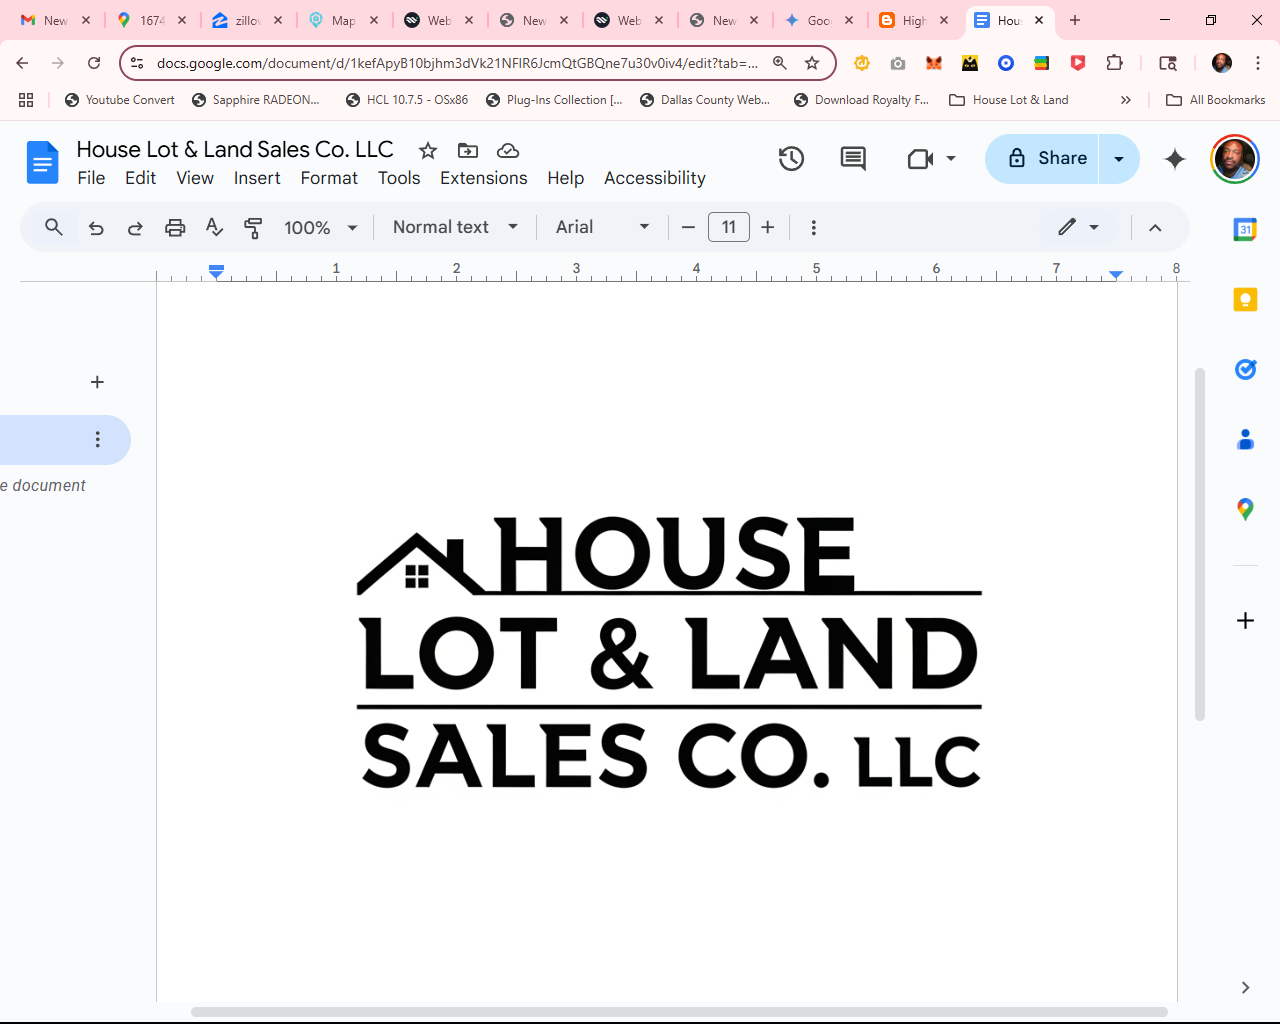 New
1674
zillo
Map
Web
New
Web
New
Goo
High
Hou
docs.google.com/document/d/1kefApyB10bjhm3dVk21NFlR6JcmQtGBQne7u30v0iv4/edit?tab=...
Youtube Convert
Sapphire RADEON...
HCL 10.7.5 - OSx86
Plug-Ins Collection [...
Dallas County Web...
Download Royalty F...
House Lot & Land
All Bookmarks
House Lot & Land Sales Co. LLC
File Edit View Insert Format Tools Extensions Help Accessibility
Share
100% Normal text Arial 11
1 2 3 4 5 6 7 8
31
e document
HOUSE
LOT & LAND
SALES CO. LLC